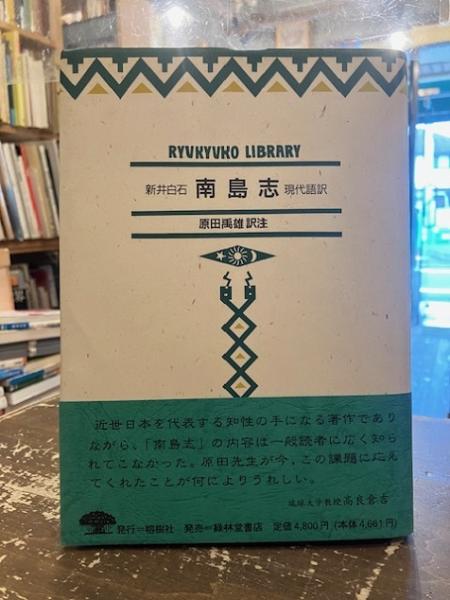 RYUKYUKO LIBRARY
新井白石 南島志 現代語訳
原田禹雄 訳注
近世日本を代表する知性の手になる著作であり
ながら、「南島志」の内容は一般読者に広く知ら
れてこなかった。原田先生が今，この課題に応え
てくれたことが何によりうれしい。
琉球大学教授 高良倉吉
発行=榕樹社 発売=緑林堂書店 定価4,800円（本体4,661円）